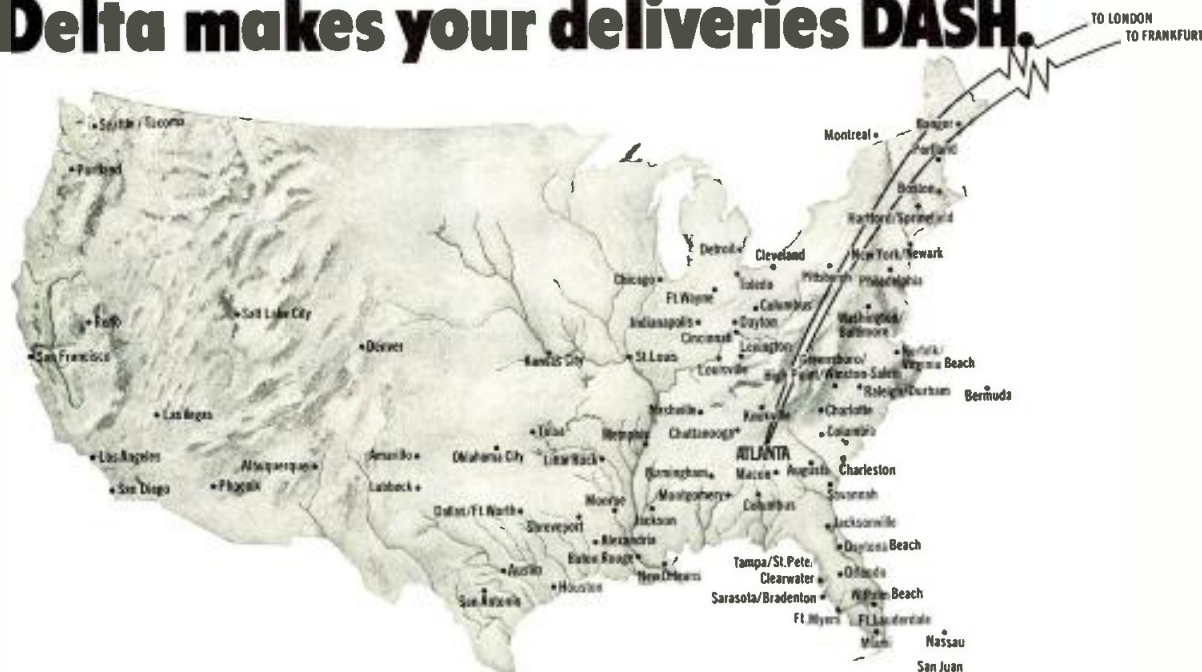 Delta makes your deliveries DASH.
TO LONDON
TO FRANKFURT
Seattle / Tacoma
Portland
Montreal
Bangor
Portland
Boston
Hartford/Springfield
Detroit
Cleveland
New York/Newark
Chicago
Toledo
Pittsburgh
Philadelphia
Ft. Wayne
Columbus
Reno
Salt Lake City
Indianapolis
Dayton
Washington/
Baltimore
Cincinnati
Denver
Lexington
San Francisco
Kansas City
St. Louis
Louisville
Greensboro/
High Point/Winston-Salem
Norfolk/
Virginia Beach
Raleigh/Durham
Bermuda
Las Vegas
Nashville
Knoxville
Charlotte
Tulsa
Memphis
Chattanooga
Columbia
Los Angeles
Albuquerque
Amarillo
Oklahoma City
Little Rock
ATLANTA
Birmingham
Macon
Augusta
Charleston
San Diego
Phoenix
Lubbock
Monroe
Montgomery
Columbus
Savannah
Dallas/Ft. Worth
Shreveport
Jackson
Jacksonville
Alexandria
Baton Rouge
Daytona Beach
Austin
New Orleans
Tampa/St. Pete/
Clearwater
Orlando
Houston
San Antonio
Sarasota/Bradenton
W. Palm Beach
Ft. Myers
Ft. Lauderdale
Miami
Nassau
San Juan